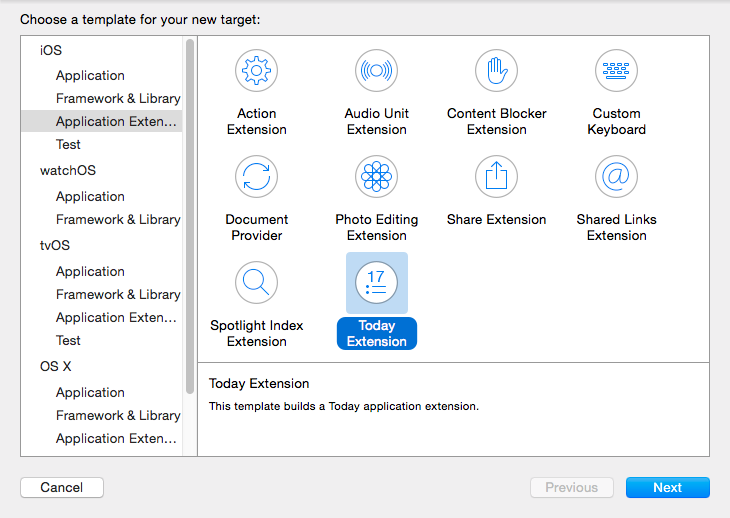 Choose a template for your new target:
iOS
Application
Framework & Library
Application Exten...
Test
watchOS
Application
Framework & Library
tvOS
Application
Framework & Library
Application Exten...
Test
OS X
Application
Framework & Library
Application Exten...
Action
Extension
Audio Unit
Extension
Content Blocker
Extension
Custom
Keyboard
Document
Provider
Photo Editing
Extension
Share Extension
@
Shared Links
Extension
Spotlight Index
Extension
17
Today
Extension
Today Extension
This template builds a Today application extension.
Cancel
Previous
Next